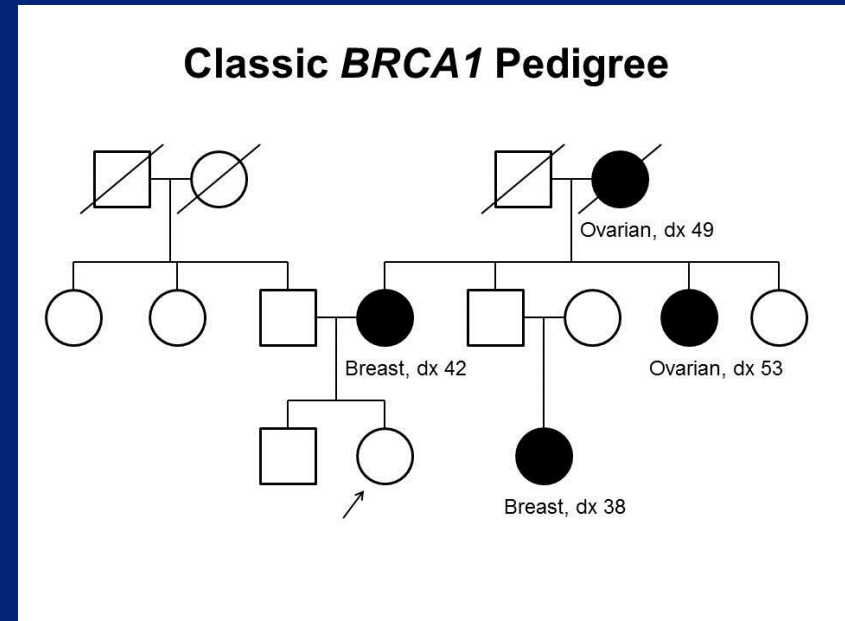 Classic BRCA1 Pedigree
Ovarian, dx 49
Breast, dx 42
Ovarian, dx 53
Breast, dx 38